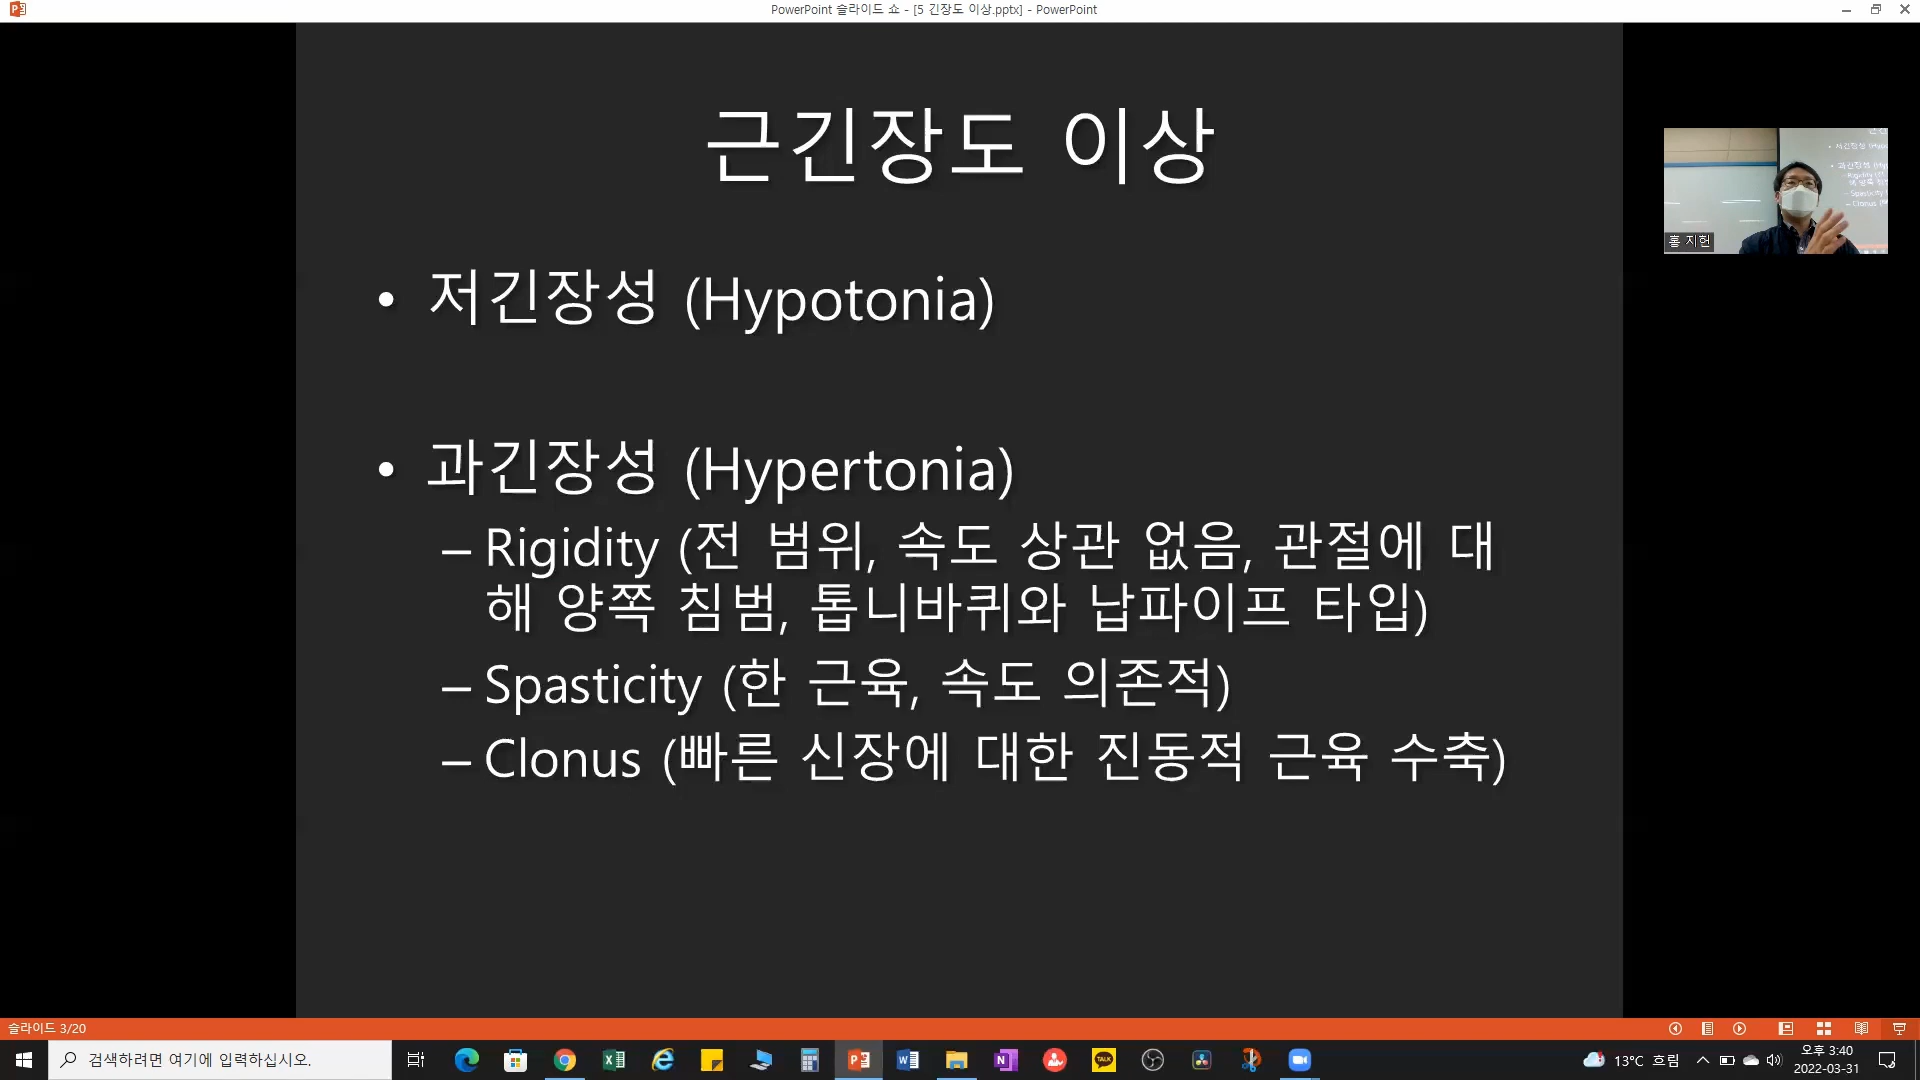 PowerPoint 슬라이드 쇼 - [5 긴장도 이상.pptx] - PowerPoint
근긴장도 이상
• 저긴장성 (Hypotonia)
• 과긴장성 (Hypertonia)
– Rigidity (전 범위, 속도 상관 없음, 관절에 대
해 양쪽 침범, 톱니바퀴와 납파이프 타입)
– Spasticity (한 근육, 속도 의존적)
– Clonus (빠른 신장에 대한 진동적 근육 수축)
홍 지헌
슬라이드 3/20
검색하려면 여기에 입력하십시오.
13°C 흐림
오후 3:40
2022-03-31